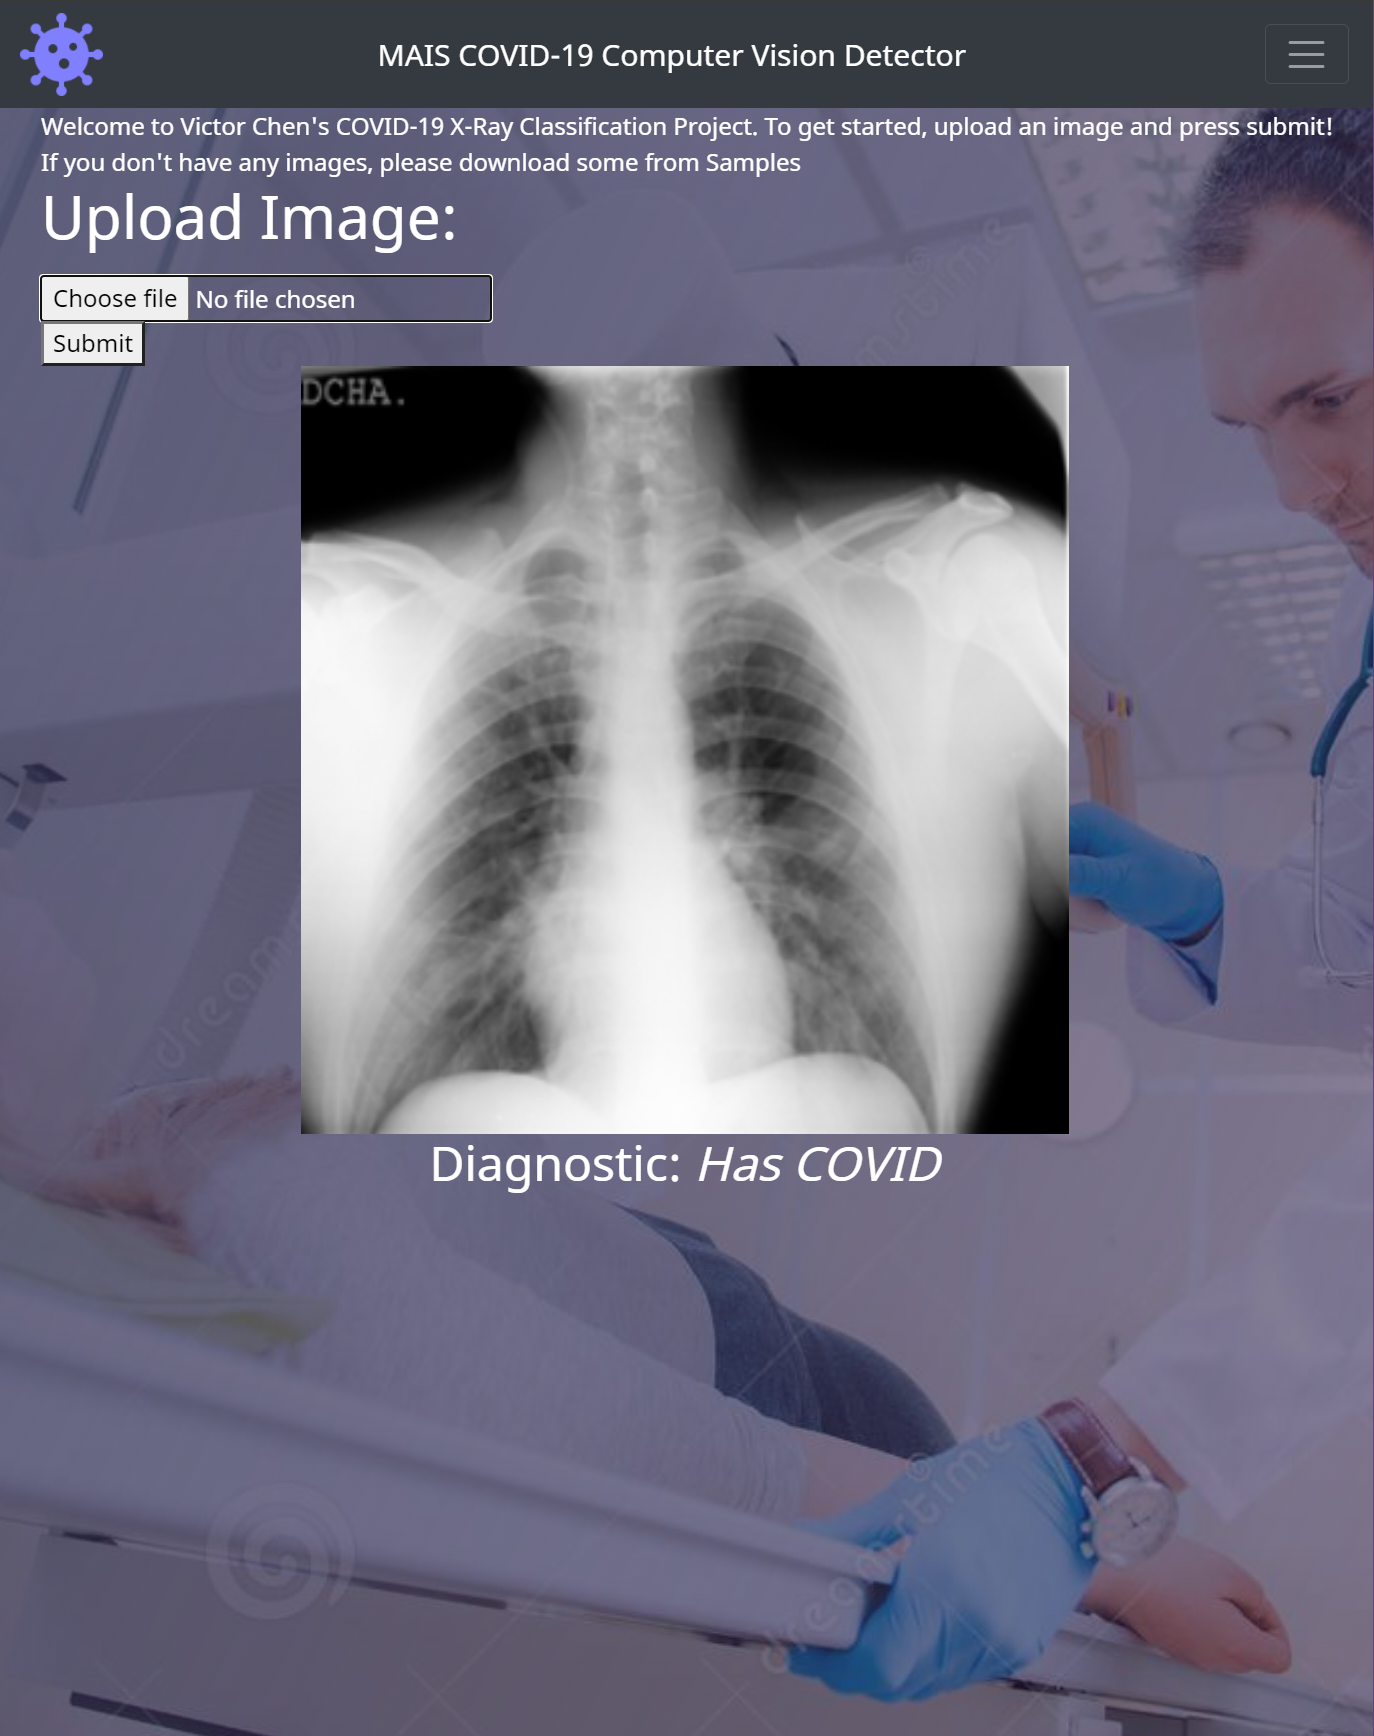 MAIS COVID-19 Computer Vision Detector
Welcome to Victor Chen's COVID-19 X-Ray Classification Project. To get started, upload an image and press submit!
If you don't have any images, please download some from Samples
Upload Image:
Choose file No file chosen
Submit
DCHA.
Diagnostic: Has COVID
dreamstime
dreamstime